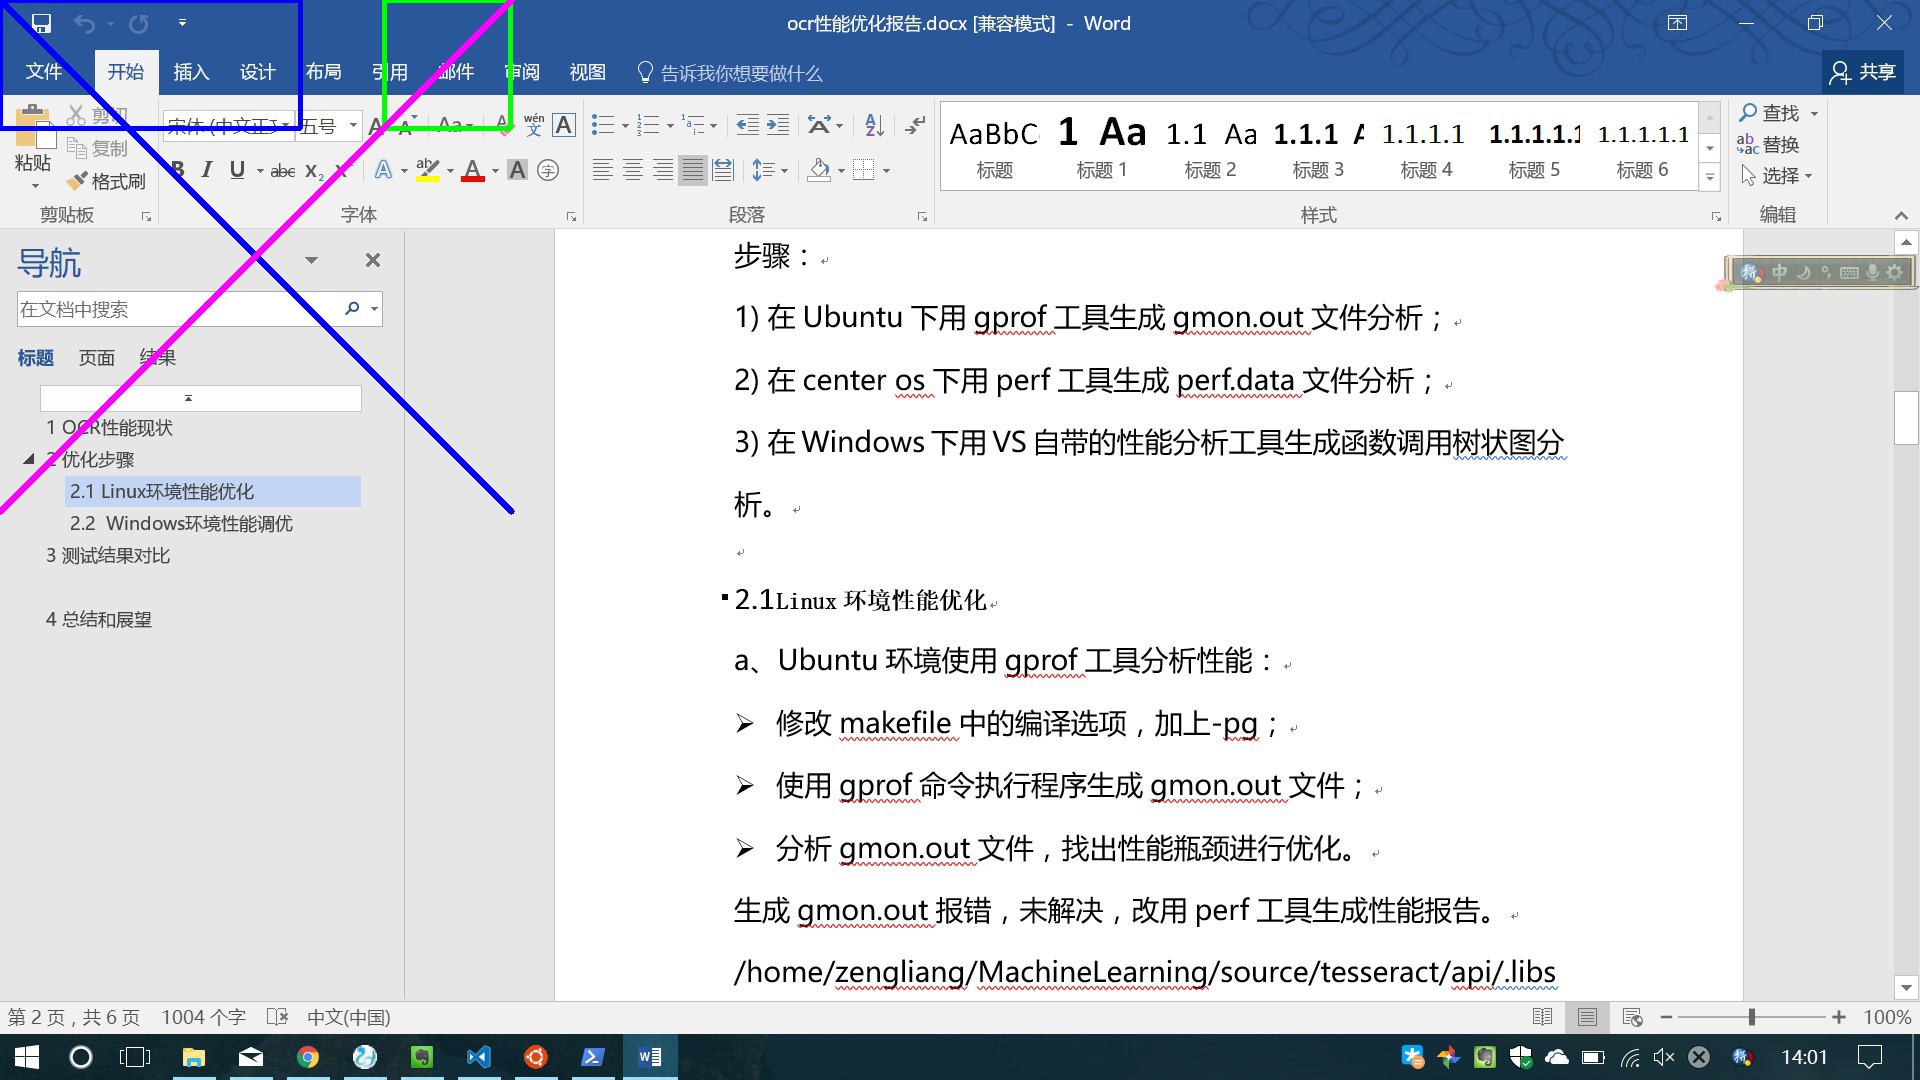 ocr性能优化报告.docx [兼容模式] - Word
文件 开始 插入 设计 布局 引用 邮件 审阅 视图 告诉我你想要做什么 共享
剪切
复制
格式刷
粘贴
剪贴板
宋体 (中文正文 五号
字体
段落
AaBbC 1 Aa 1.1 Aa 1.1.1 A 1.1.1.1 1.1.1.1.1 1.1.1.1.1
标题 标题 1 标题 2 标题 3 标题 4 标题 5 标题 6
样式
查找
替换
选择
编辑
导航
在文档中搜索
标题 页面 结果
1 OCR性能现状
2 优化步骤
2.1 Linux环境性能优化
2.2 Windows环境性能调优
3 测试结果对比
4 总结和展望
步骤：
1) 在 Ubuntu 下用 gprof 工具生成 gmon.out 文件分析；
2) 在 center os 下用 perf 工具生成 perf.data 文件分析；
3) 在 Windows 下用 VS 自带的性能分析工具生成函数调用树状图分
析。
2.1Linux 环境性能优化
a、Ubuntu 环境使用 gprof 工具分析性能：
➢ 修改 makefile 中的编译选项，加上-pg；
➢ 使用 gprof 命令执行程序生成 gmon.out 文件；
➢ 分析 gmon.out 文件，找出性能瓶颈进行优化。
生成 gmon.out 报错，未解决，改用 perf 工具生成性能报告。
/home/zengliang/MachineLearning/source/tesseract/api/.libs
第 2 页，共 6 页 1004 个字 中文(中国) 100%
14:01